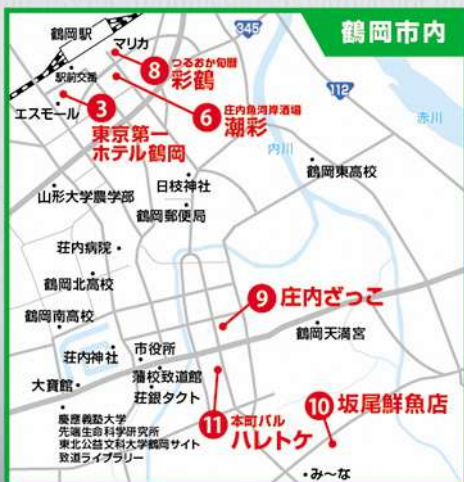 鶴岡市内
鶴岡駅
マリカ
345
駅前交番
8 つるおか旬暦
彩鶴
112
エスモール
3
東京第一
ホテル鶴岡
6 庄内魚河岸酒場
潮彩
内川
赤川
鶴岡東高校
日枝神社
山形大学農学部
鶴岡郵便局
荘内病院
鶴岡北高校
9 庄内ざっこ
鶴岡南高校
鶴岡天満宮
荘内神社
市役所
大寶館
藩校致道館
荘銀タクト
10 坂尾鮮魚店
11 本町バル
ハレトケ
慶應義塾大学
先端生命科学研究所
東北公益文科大学鶴岡サイト
致道ライブラリー
み〜な